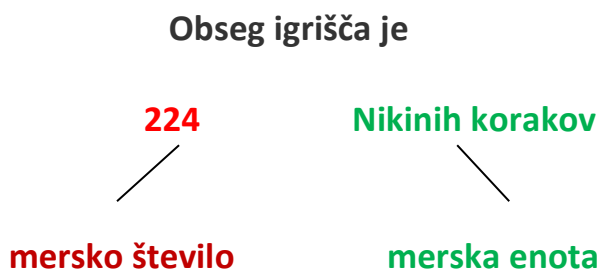 Obseg igrišča je
224 Nikinih korakov
mersko število merska enota